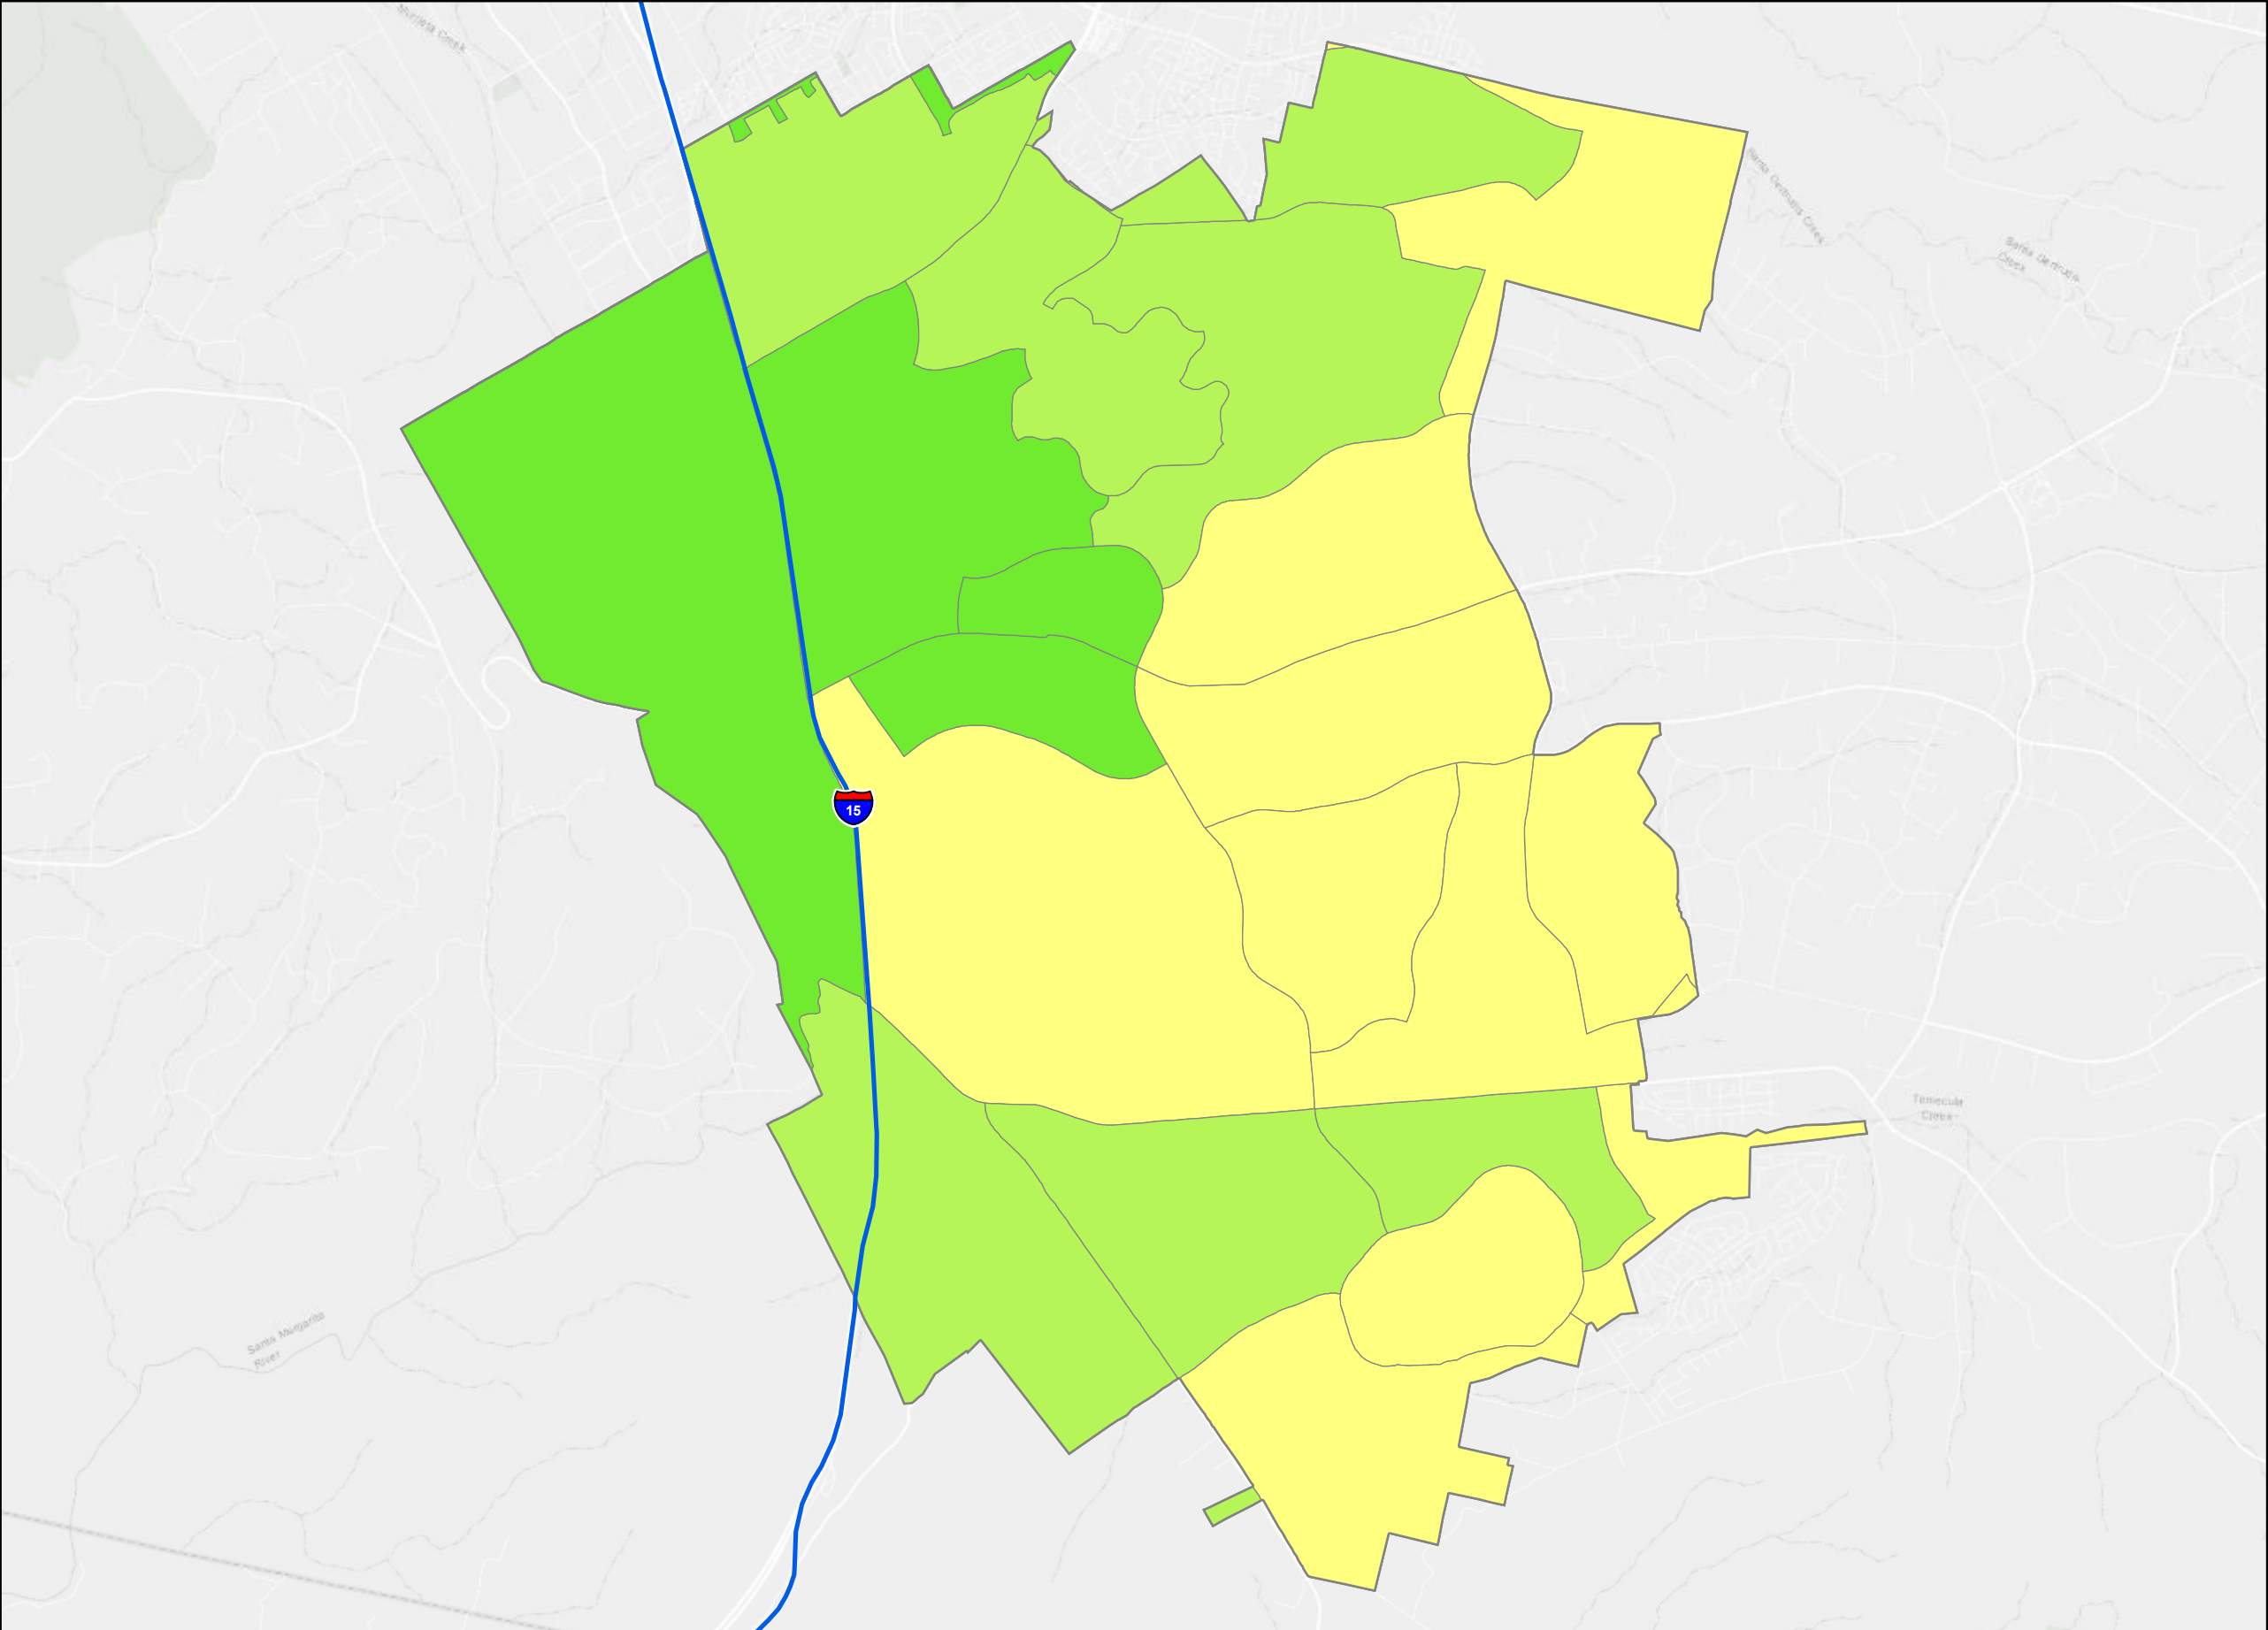 Murrieta Creek
Santa Gertrudis Creek
Santa Gertrudis
Creek
15
Temecula
Creek
Santa Margarita
River